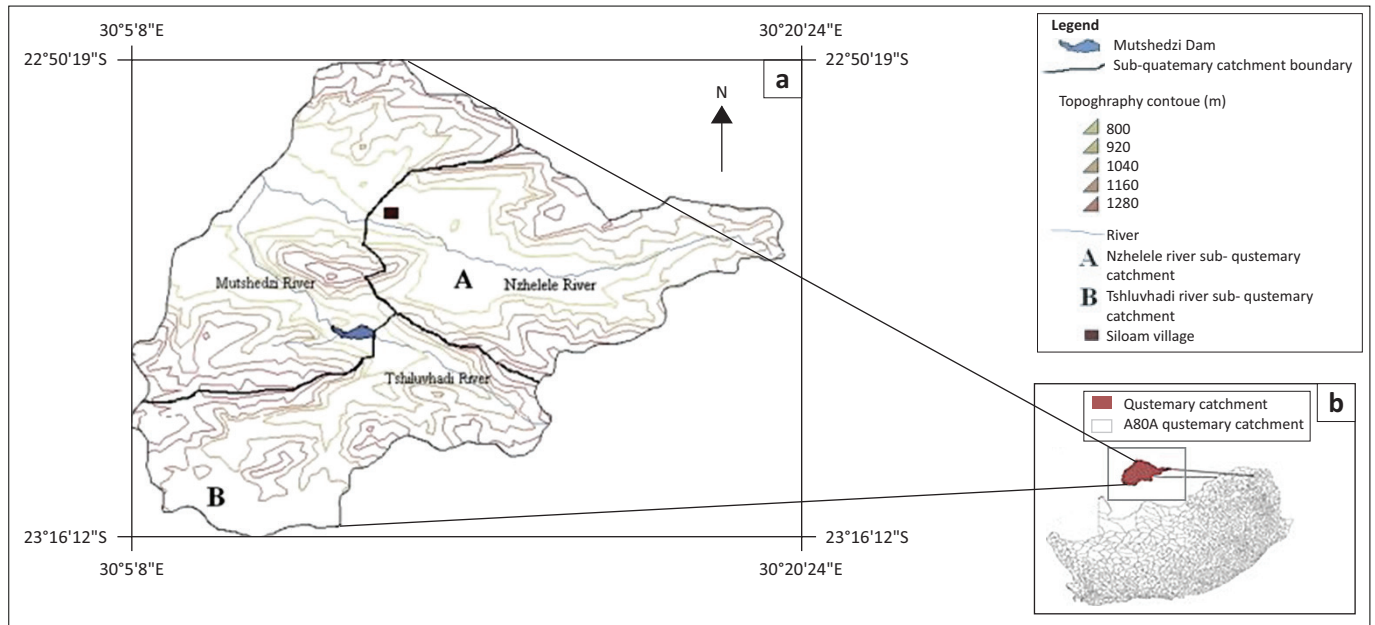 30°5'8"E
30°20'24"E
22°50'19"S
22°50'19"S
a
N
A
Mutshedzi River
Nzhelele River
Tshiluvhadi River
B
23°16'12"S
23°16'12"S
30°5'8"E
30°20'24"E
Legend
Mutshedzi Dam
Sub-quatemary catchment boundary
Topoghraphy contoue (m)
800
920
1040
1160
1280
River
A Nzhelele river sub- qustemary
catchment
B Tshluvhadi river sub- qustemary
catchment
Siloam village
b
Qustemary catchment
A80A qustemary catchment